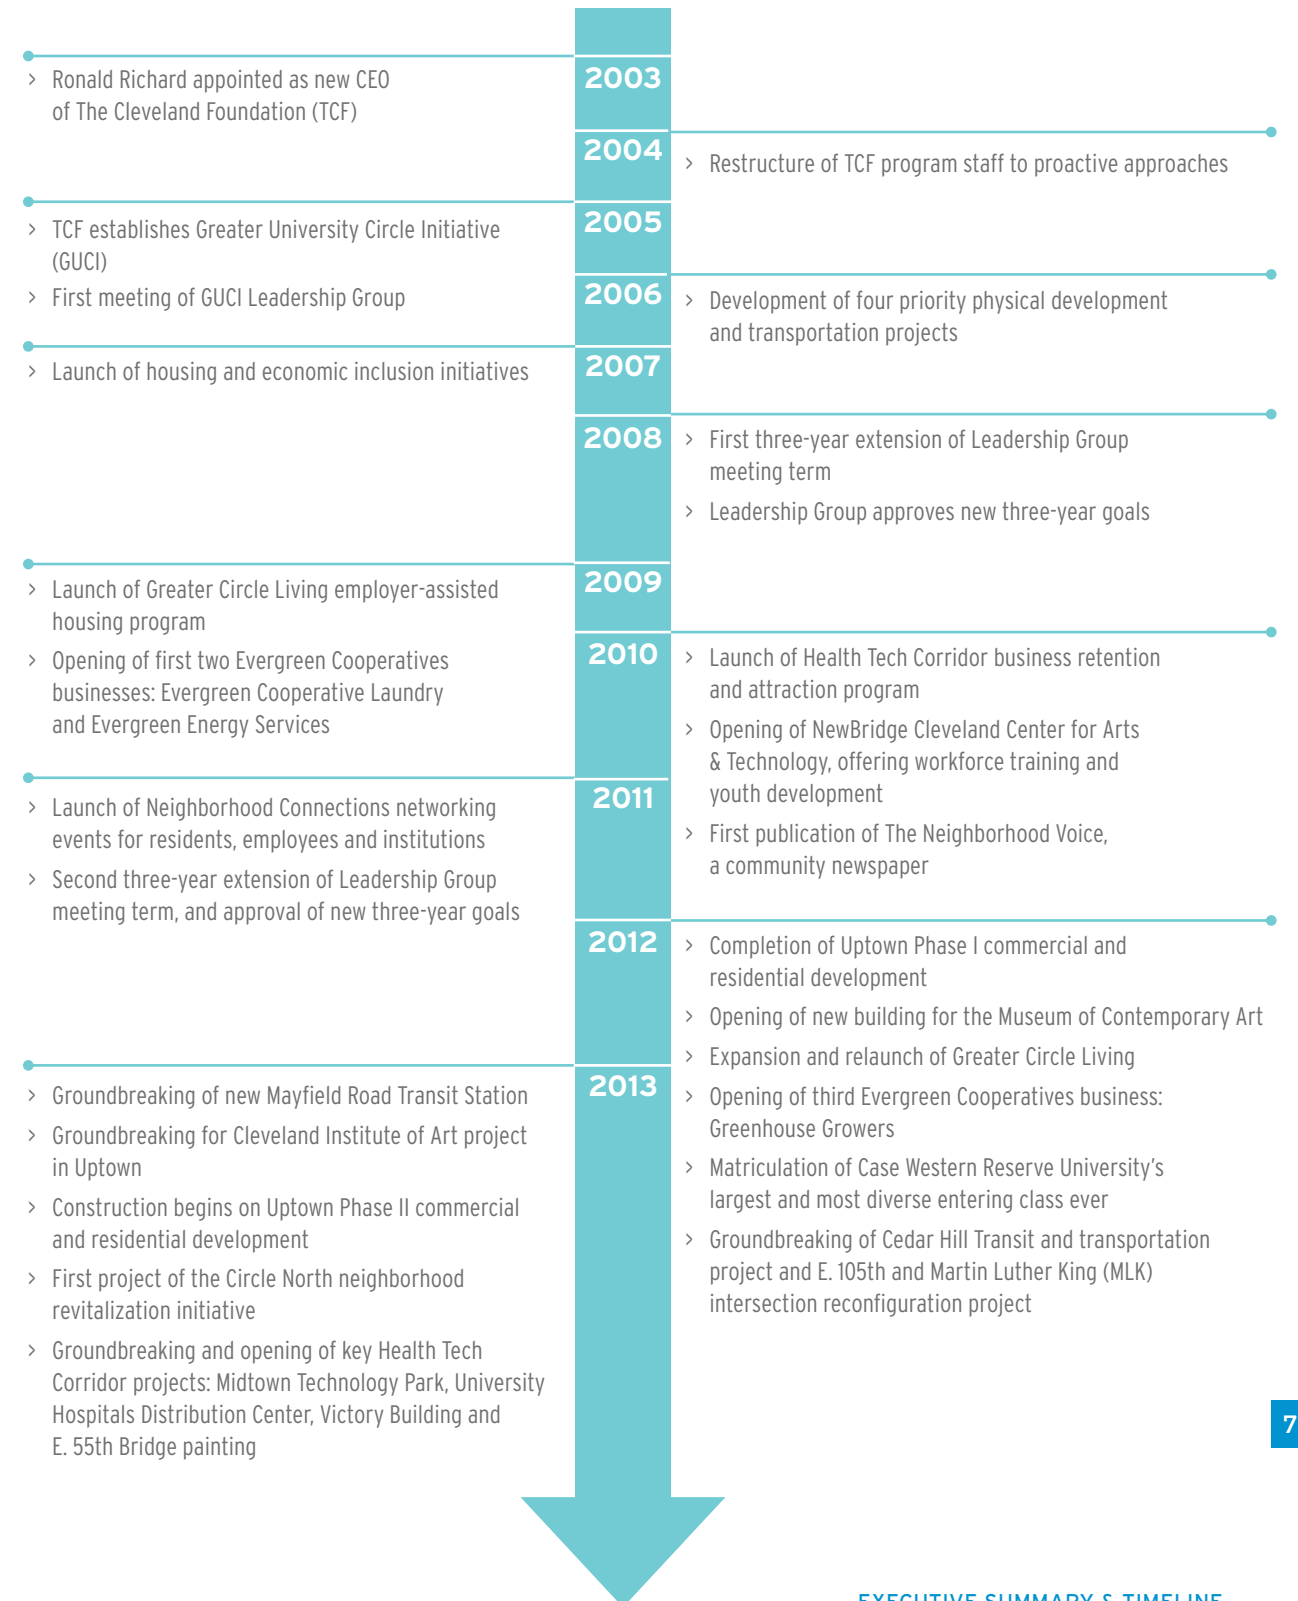 2003
> Ronald Richard appointed as new CEO
of The Cleveland Foundation (TCF)
2004
> Restructure of TCF program staff to proactive approaches
2005
> TCF establishes Greater University Circle Initiative
(GUCI)
> First meeting of GUCI Leadership Group
2006
> Development of four priority physical development
and transportation projects
2007
> Launch of housing and economic inclusion initiatives
2008
> First three-year extension of Leadership Group
meeting term
> Leadership Group approves new three-year goals
2009
> Launch of Greater Circle Living employer-assisted
housing program
> Opening of first two Evergreen Cooperatives
businesses: Evergreen Cooperative Laundry
and Evergreen Energy Services
2010
> Launch of Health Tech Corridor business retention
and attraction program
> Opening of NewBridge Cleveland Center for Arts
& Technology, offering workforce training and
youth development
> First publication of The Neighborhood Voice,
a community newspaper
2011
> Launch of Neighborhood Connections networking
events for residents, employees and institutions
> Second three-year extension of Leadership Group
meeting term, and approval of new three-year goals
2012
> Completion of Uptown Phase I commercial and
residential development
> Opening of new building for the Museum of Contemporary Art
> Expansion and relaunch of Greater Circle Living
> Opening of third Evergreen Cooperatives business:
Greenhouse Growers
> Matriculation of Case Western Reserve University’s
largest and most diverse entering class ever
> Groundbreaking of Cedar Hill Transit and transportation
project and E. 105th and Martin Luther King (MLK)
intersection reconfiguration project
2013
> Groundbreaking of new Mayfield Road Transit Station
> Groundbreaking for Cleveland Institute of Art project
in Uptown
> Construction begins on Uptown Phase II commercial
and residential development
> First project of the Circle North neighborhood
revitalization initiative
> Groundbreaking and opening of key Health Tech
Corridor projects: Midtown Technology Park, University
Hospitals Distribution Center, Victory Building and
E. 55th Bridge painting
7
EXECUTIVE SUMMARY & TIMELINE